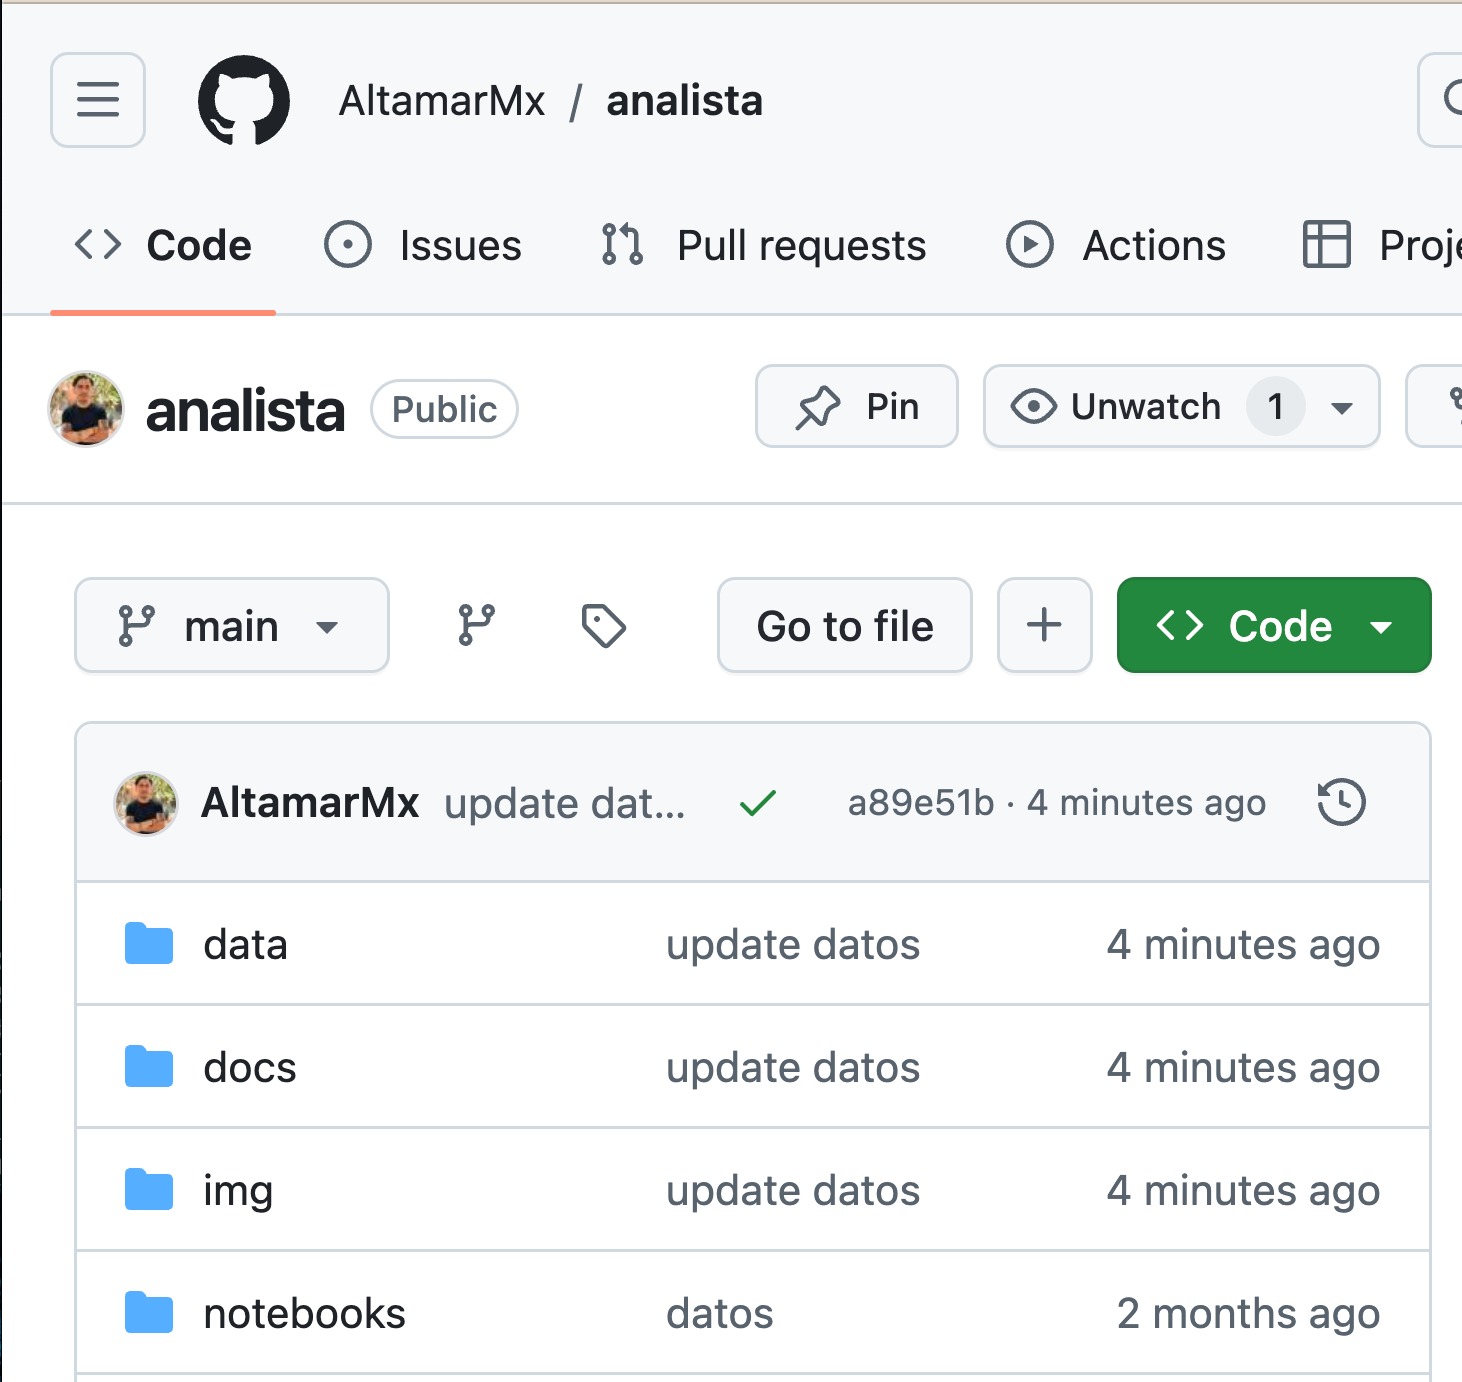 AltamarMx / analista
Code Issues Pull requests Actions Proje
analista Public Pin Unwatch 1
main Go to file + Code
AltamarMx update dat... a89e51b · 4 minutes ago
data update datos 4 minutes ago
docs update datos 4 minutes ago
img update datos 4 minutes ago
notebooks datos 2 months ago